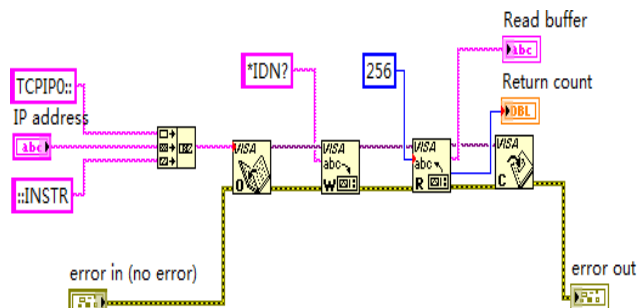 Read buffer
abc
TCPIP0::
*IDN?
256
IP address
Return count
abc
DBL
VISA
O
VISA
abc
W
VISA
abc
R
VISA
C
::INSTR
error in (no error)
error out